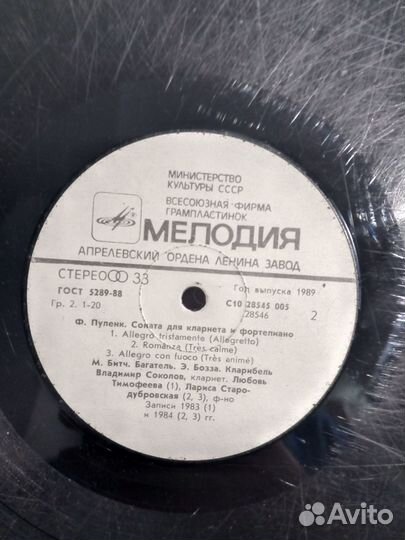 МИНИСТЕРСТВО
КУЛЬТУРЫ СССР
ВСЕСОЮЗНАЯ ФИРМА
ГРАМПЛАСТИНОК
МЕЛОДИЯ
АПРЕЛЕВСКИЙ ОРДЕНА ЛЕНИНА ЗАВОД
СТЕРЕО 33
Год выпуска 1989
ГОСТ 5289-88
С10 28545 005
Гр. 2. 1-20
28546
2
Ф. Пуленк. Соната для кларнета и фортепиано
1. Allegro tristamente (Allegretto)
2. Romanza (Très calme)
3. Allegro con fuoco (Très animé)
М. Битч. Багатель. Э. Бозза. Кларибель
Владимир Соколов, кларнет. Любовь
Тимофеева (1), Лариса Старо-
дубровская (2, 3), ф-но
Записи 1983 (1)
и 1984 (2, 3) гг.
Avito